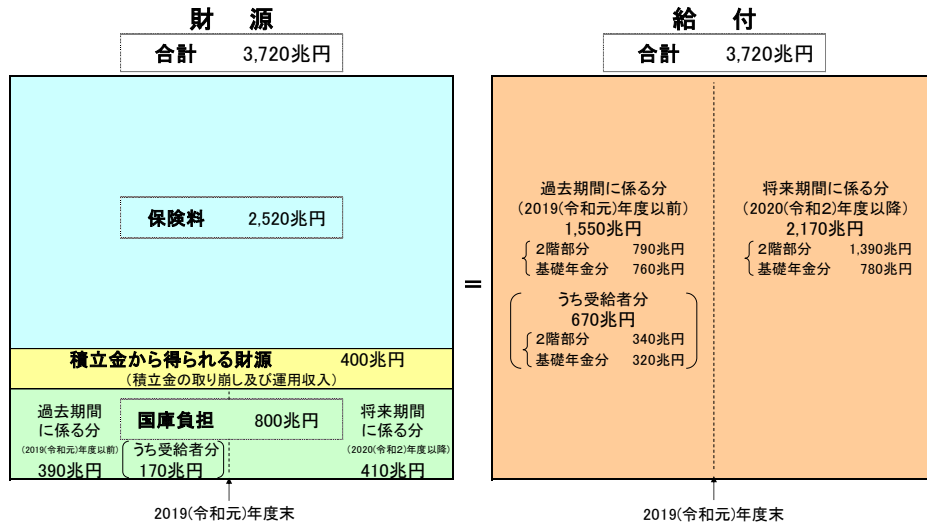 財 源
合計 3,720兆円
保険料 2,520兆円
積立金から得られる財源 400兆円
(積立金の取り崩し及び運用収入)
国庫負担 800兆円
過去期間
に係る分
(2019(令和元)年度以前)
390兆円
うち受給者分
170兆円
将来期間
に係る分
(2020(令和2)年度以降)
410兆円
2019(令和元)年度末
=
給 付
合計 3,720兆円
過去期間に係る分
(2019(令和元)年度以前)
1,550兆円
2階部分 790兆円
基礎年金分 760兆円
うち受給者分
670兆円
2階部分 340兆円
基礎年金分 320兆円
将来期間に係る分
(2020(令和2)年度以降)
2,170兆円
2階部分 1,390兆円
基礎年金分 780兆円
2019(令和元)年度末